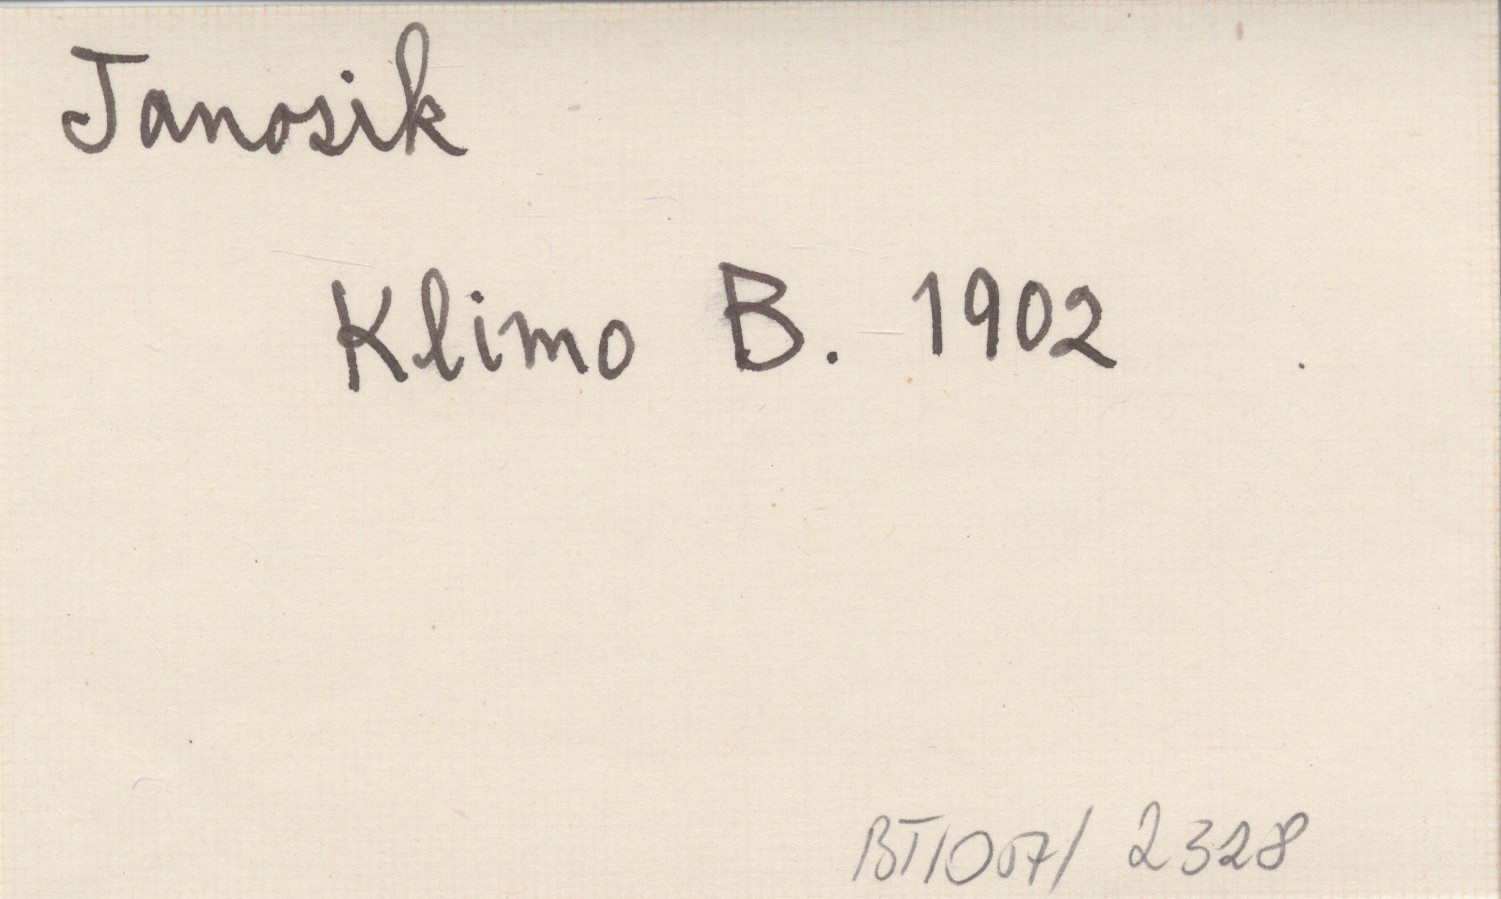 Janosik
Klimo B. 1902
BT1007/ 2328